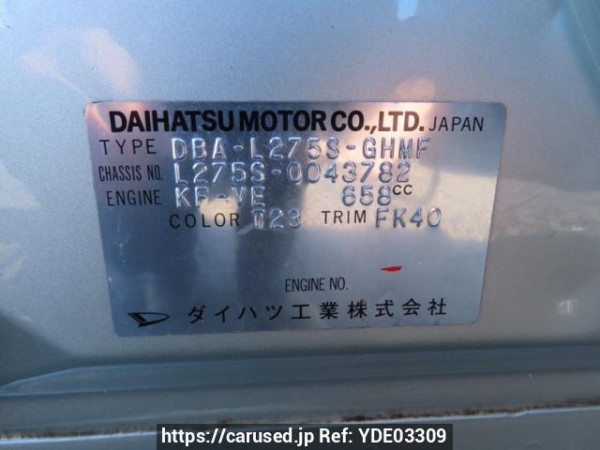 DAIHATSU MOTOR CO.,LTD. JAPAN
TYPE DBA-L275S-GHMF
CHASSIS NO. L275S-0043782
ENGINE KF-VE 658CC
COLOR T23 TRIM FK40
ENGINE NO.
ダイハツ工業株式会社
https://carused.jp Ref: YDE03309